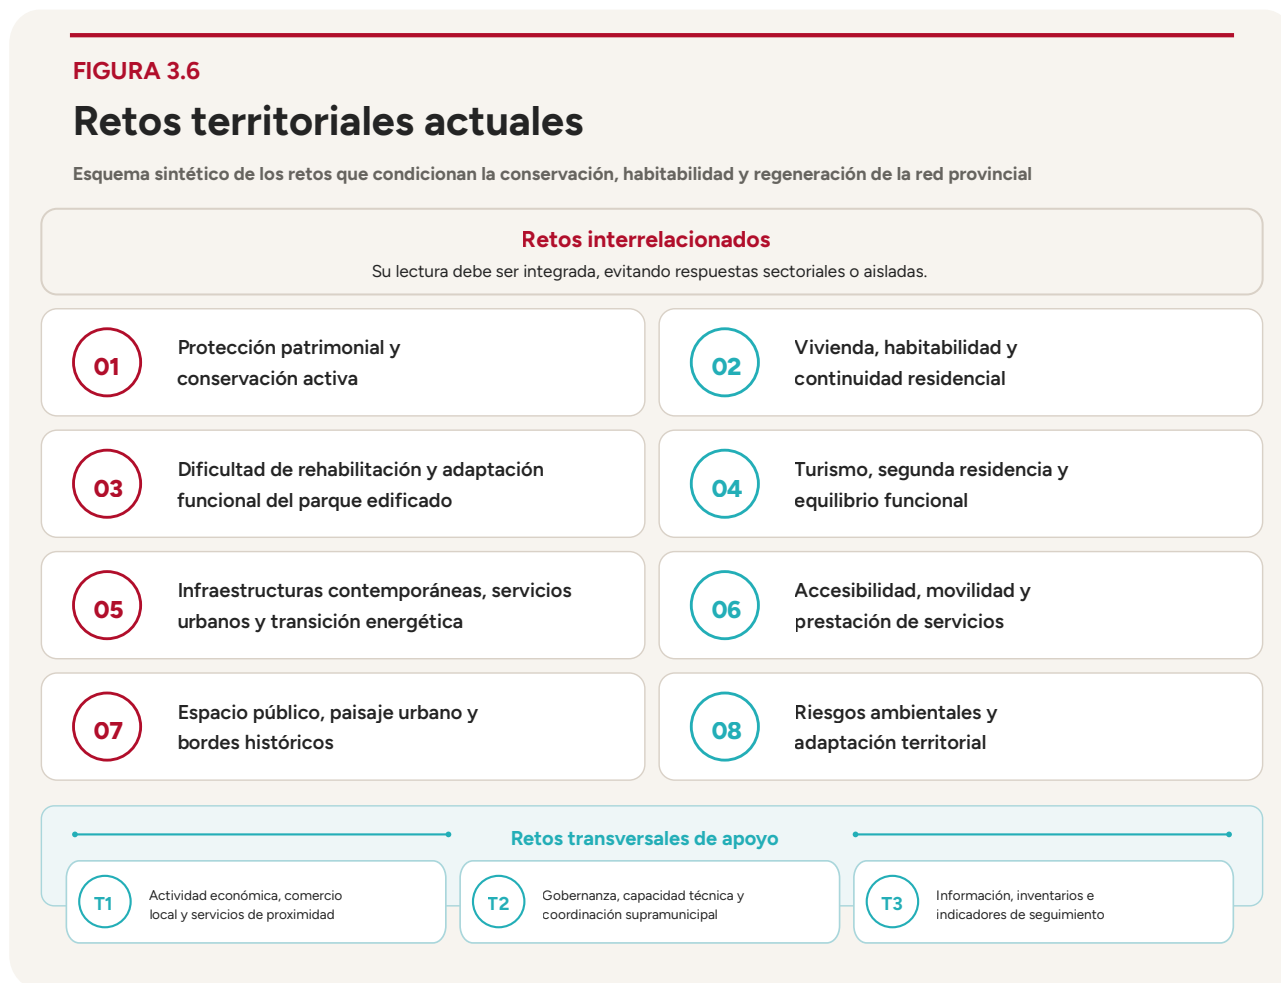 FIGURA 3.6
Retos territoriales actuales
Esquema sintético de los retos que condicionan la conservación, habitabilidad y regeneración de la red provincial
Retos interrelacionados
Su lectura debe ser integrada, evitando respuestas sectoriales o aisladas.
01
Protección patrimonial y
conservación activa
02
Vivienda, habitabilidad y
continuidad residencial
03
Dificultad de rehabilitación y adaptación
funcional del parque edificado
04
Turismo, segunda residencia y
equilibrio funcional
05
Infraestructuras contemporáneas, servicios
urbanos y transición energética
06
Accesibilidad, movilidad y
prestación de servicios
07
Espacio público, paisaje urbano y
bordes históricos
08
Riesgos ambientales y
adaptación territorial
Retos transversales de apoyo
T1
Actividad económica, comercio
local y servicios de proximidad
T2
Gobernanza, capacidad técnica y
coordinación supramunicipal
T3
Información, inventarios e
indicadores de seguimiento